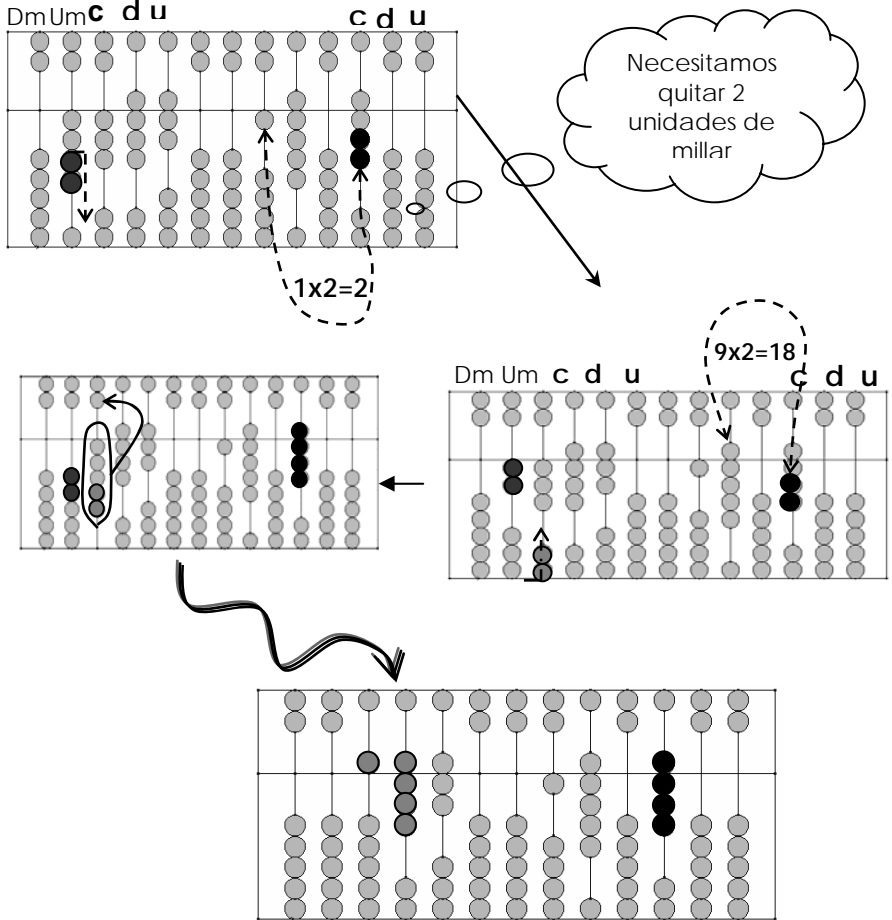 Dm Um c d u c d u
Necesitamos
quitar 2
unidades de
millar
1x2=2
9x2=18
Dm Um c d u c d u